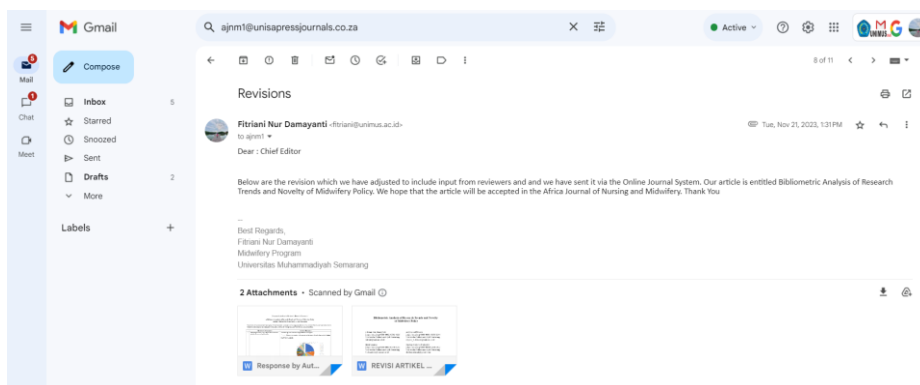 Gmail
ajnm1@unisapressjournals.co.za
Active
UNIMUS
5
Mail
Compose
8 of 11
Revisions
Chat
Inbox 5
Starred
Fitriani Nur Damayanti <fitriani@unimus.ac.id>
Tue, Nov 21, 2023, 1:31 PM
to ajnm1
Meet
Snoozed
Sent
Drafts 2
More
Labels
Dear : Chief Editor
Below are the revision which we have adjusted to include input from reviewers and and we have sent it via the Online Journal System. Our article is entitled Bibliometric Analysis of Research
Trends and Novelty of Midwifery Policy. We hope that the article will be accepted in the Africa Journal of Nursing and Midwifery. Thank You
--
Best Regards,
Fitriani Nur Damayanti
Midwifery Program
Universitas Muhammadiyah Semarang
2 Attachments • Scanned by Gmail
W Response by Aut...
W REVISI ARTIKEL ...